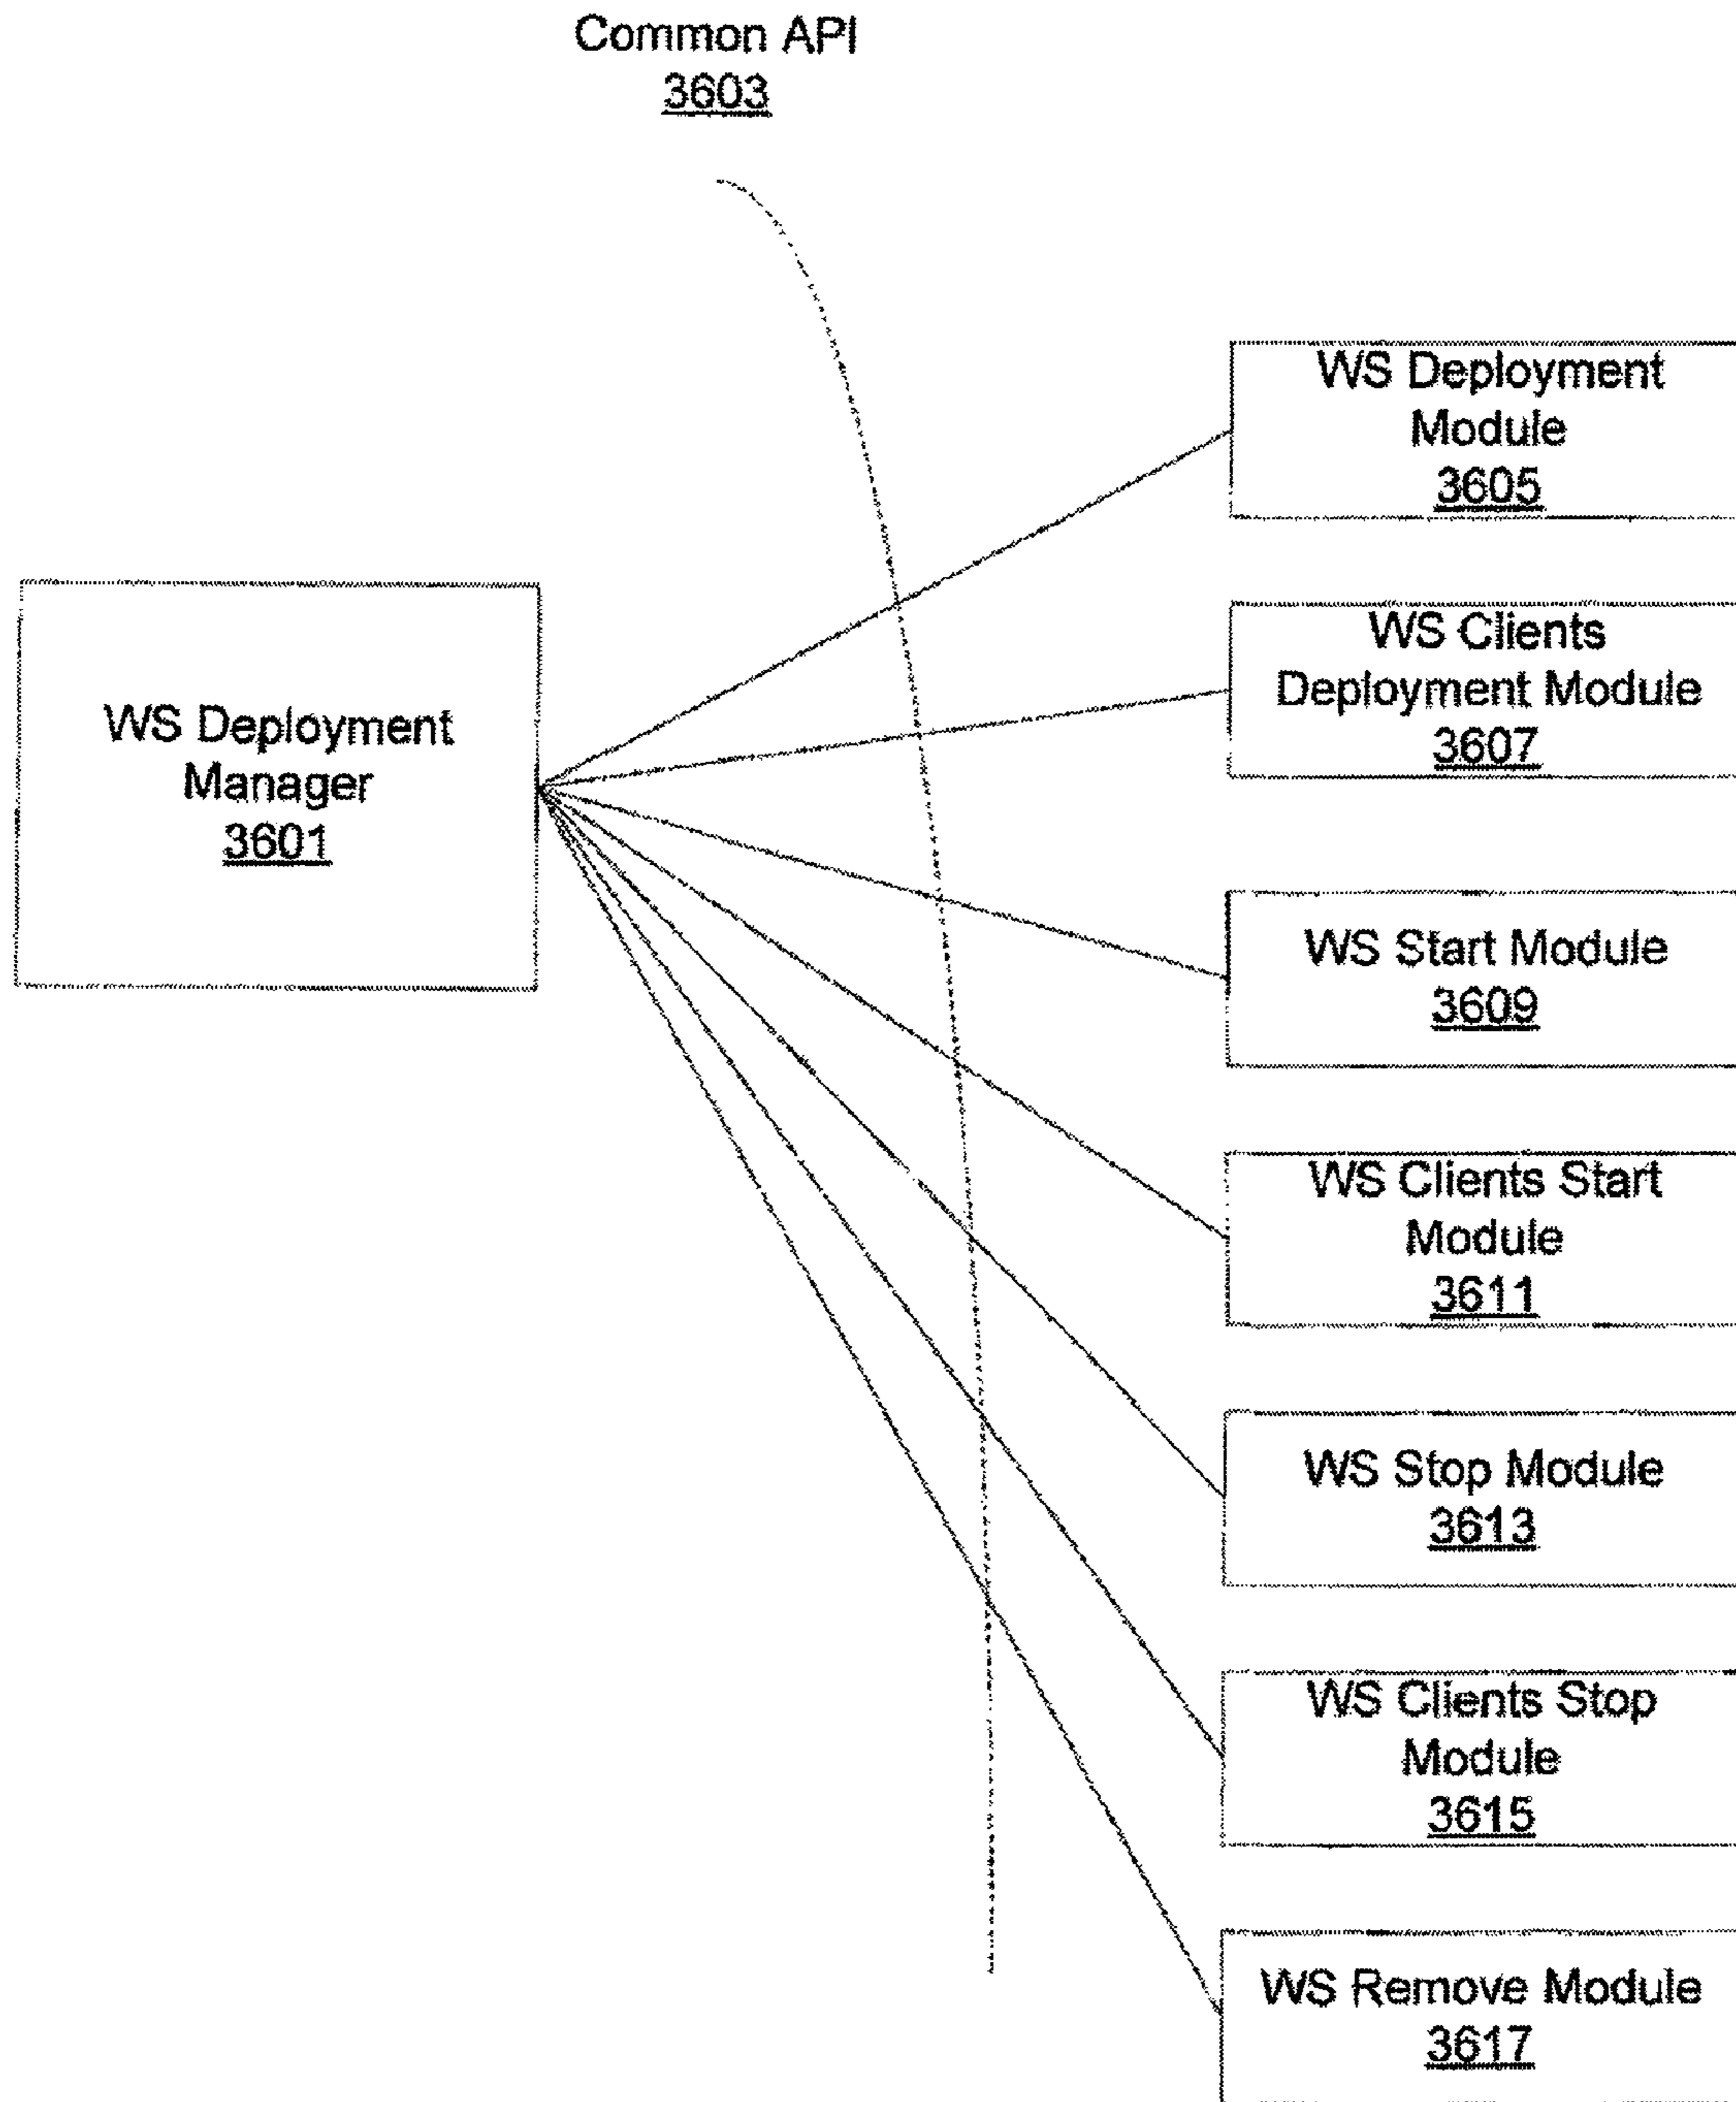 Common API
3603
WS Deployment
Module
3605
WS Clients
Deployment Module
3607
WS Deployment
Manager
3601
WS Start Module
3609
WS Clients Start
Module
3611
WS Stop Module
3613
WS Clients Stop
Module
3615
WS Remove Module
3617